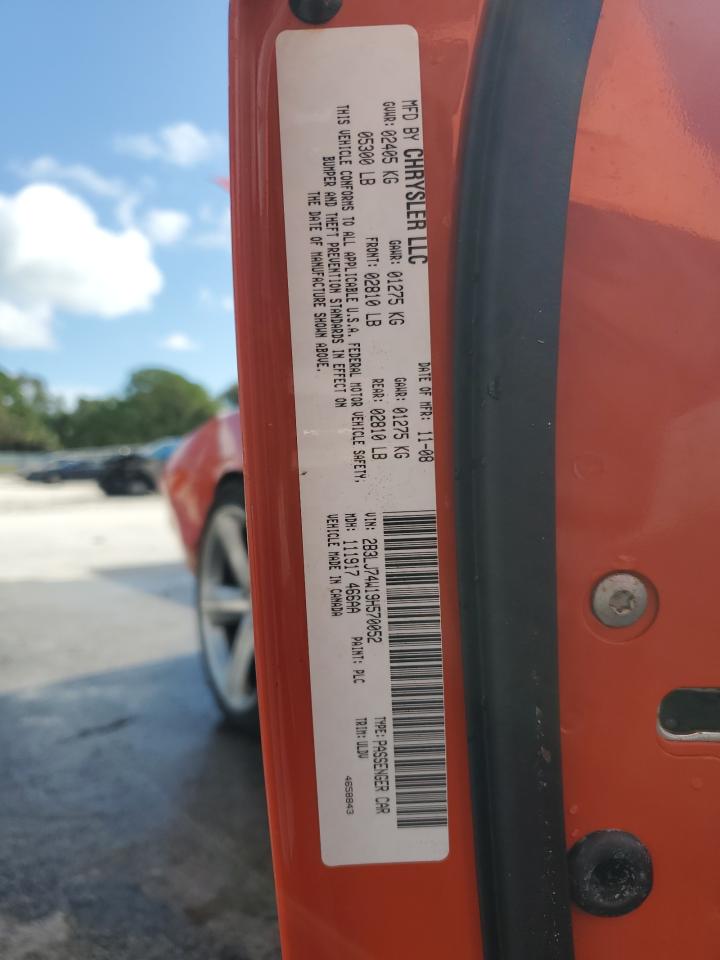 MFD BY CHRYSLER LLC DATE OF MFR: 11-08
GVWR: 02405 KG GAWR: 01275 KG GAWR: 01275 KG
05300 LB FRONT: 02810 LB REAR: 02810 LB
THIS VEHICLE CONFORMS TO ALL APPLICABLE U.S.A. FEDERAL MOTOR VEHICLE SAFETY,
BUMPER AND THEFT PREVENTION STANDARDS IN EFFECT ON
THE DATE OF MANUFACTURE SHOWN ABOVE.
VIN: 2B3LJ74W19H570052 TYPE: PASSENGER CAR
MDH: 111917 466AA PAINT: PLC TRIM: ULDV
VEHICLE MADE IN CANADA 4658843